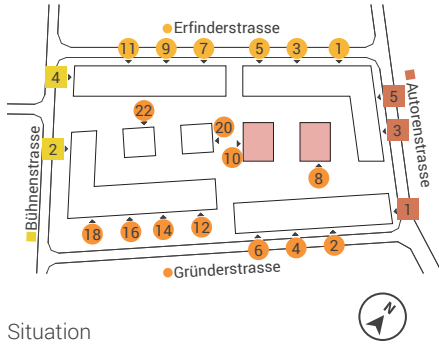 Erfinderstrasse
11 9 7 5 3 1
4
5
Autorenstrasse
22
20
3
2
10
8
Bühnenstrasse
1
18 16 14 12
6 4 2
Gründerstrasse
N
Situation